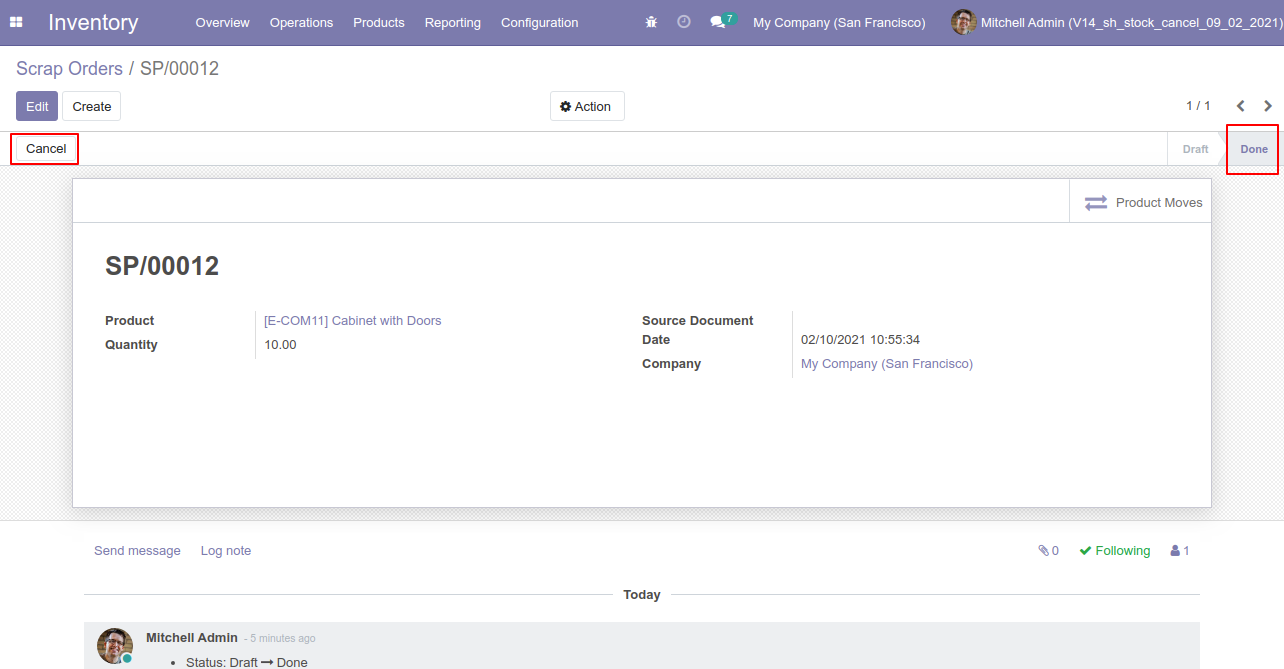 Inventory Overview Operations Products Reporting Configuration 7 My Company (San Francisco) Mitchell Admin (V14_sh_stock_cancel_09_02_2021)
Scrap Orders / SP/00012
Edit Create Action 1 / 1
Cancel Draft Done
Product Moves
SP/00012
Product [E-COM11] Cabinet with Doors Source Document
Date 02/10/2021 10:55:34
Quantity 10.00
Company My Company (San Francisco)
Send message Log note 0 Following 1
Today
Mitchell Admin - 5 minutes ago
• Status: Draft → Done